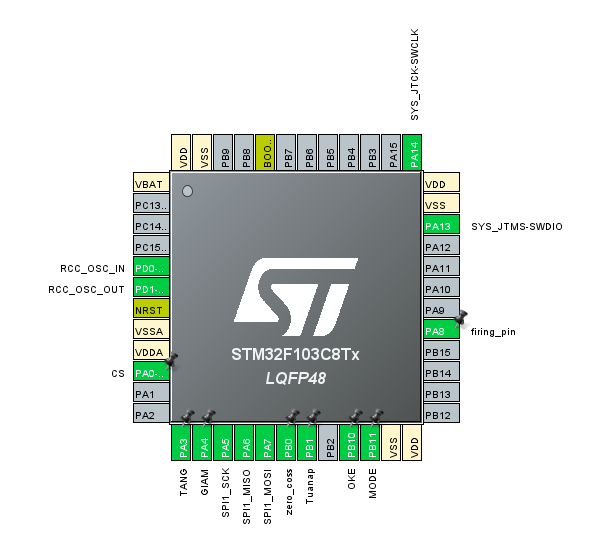 SYS_JTCK-SWCLK
VDD
VSS
PB9
PB8
BOO..
PB7
PB6
PB5
PB4
PB3
PA15
PA14
VBAT
PC13..
PC14..
PC15..
RCC_OSC_IN PD0-..
RCC_OSC_OUT PD1-..
NRST
VSSA
VDDA
CS PA0-..
PA1
PA2
VDD
VSS
PA13 SYS_JTMS-SWDIO
PA12
PA11
PA10
PA9
PA8 firing_pin
PB15
PB14
PB13
PB12
ST
STM32F103C8Tx
LQFP48
PA3
PA4
PA5
PA6
PA7
PB0
PB1
PB2
PB10
PB11
VSS
VDD
TANG
GIAM
SPI1_SCK
SPI1_MISO
SPI1_MOSI
zero_coss
Tuanap
OKE
MODE